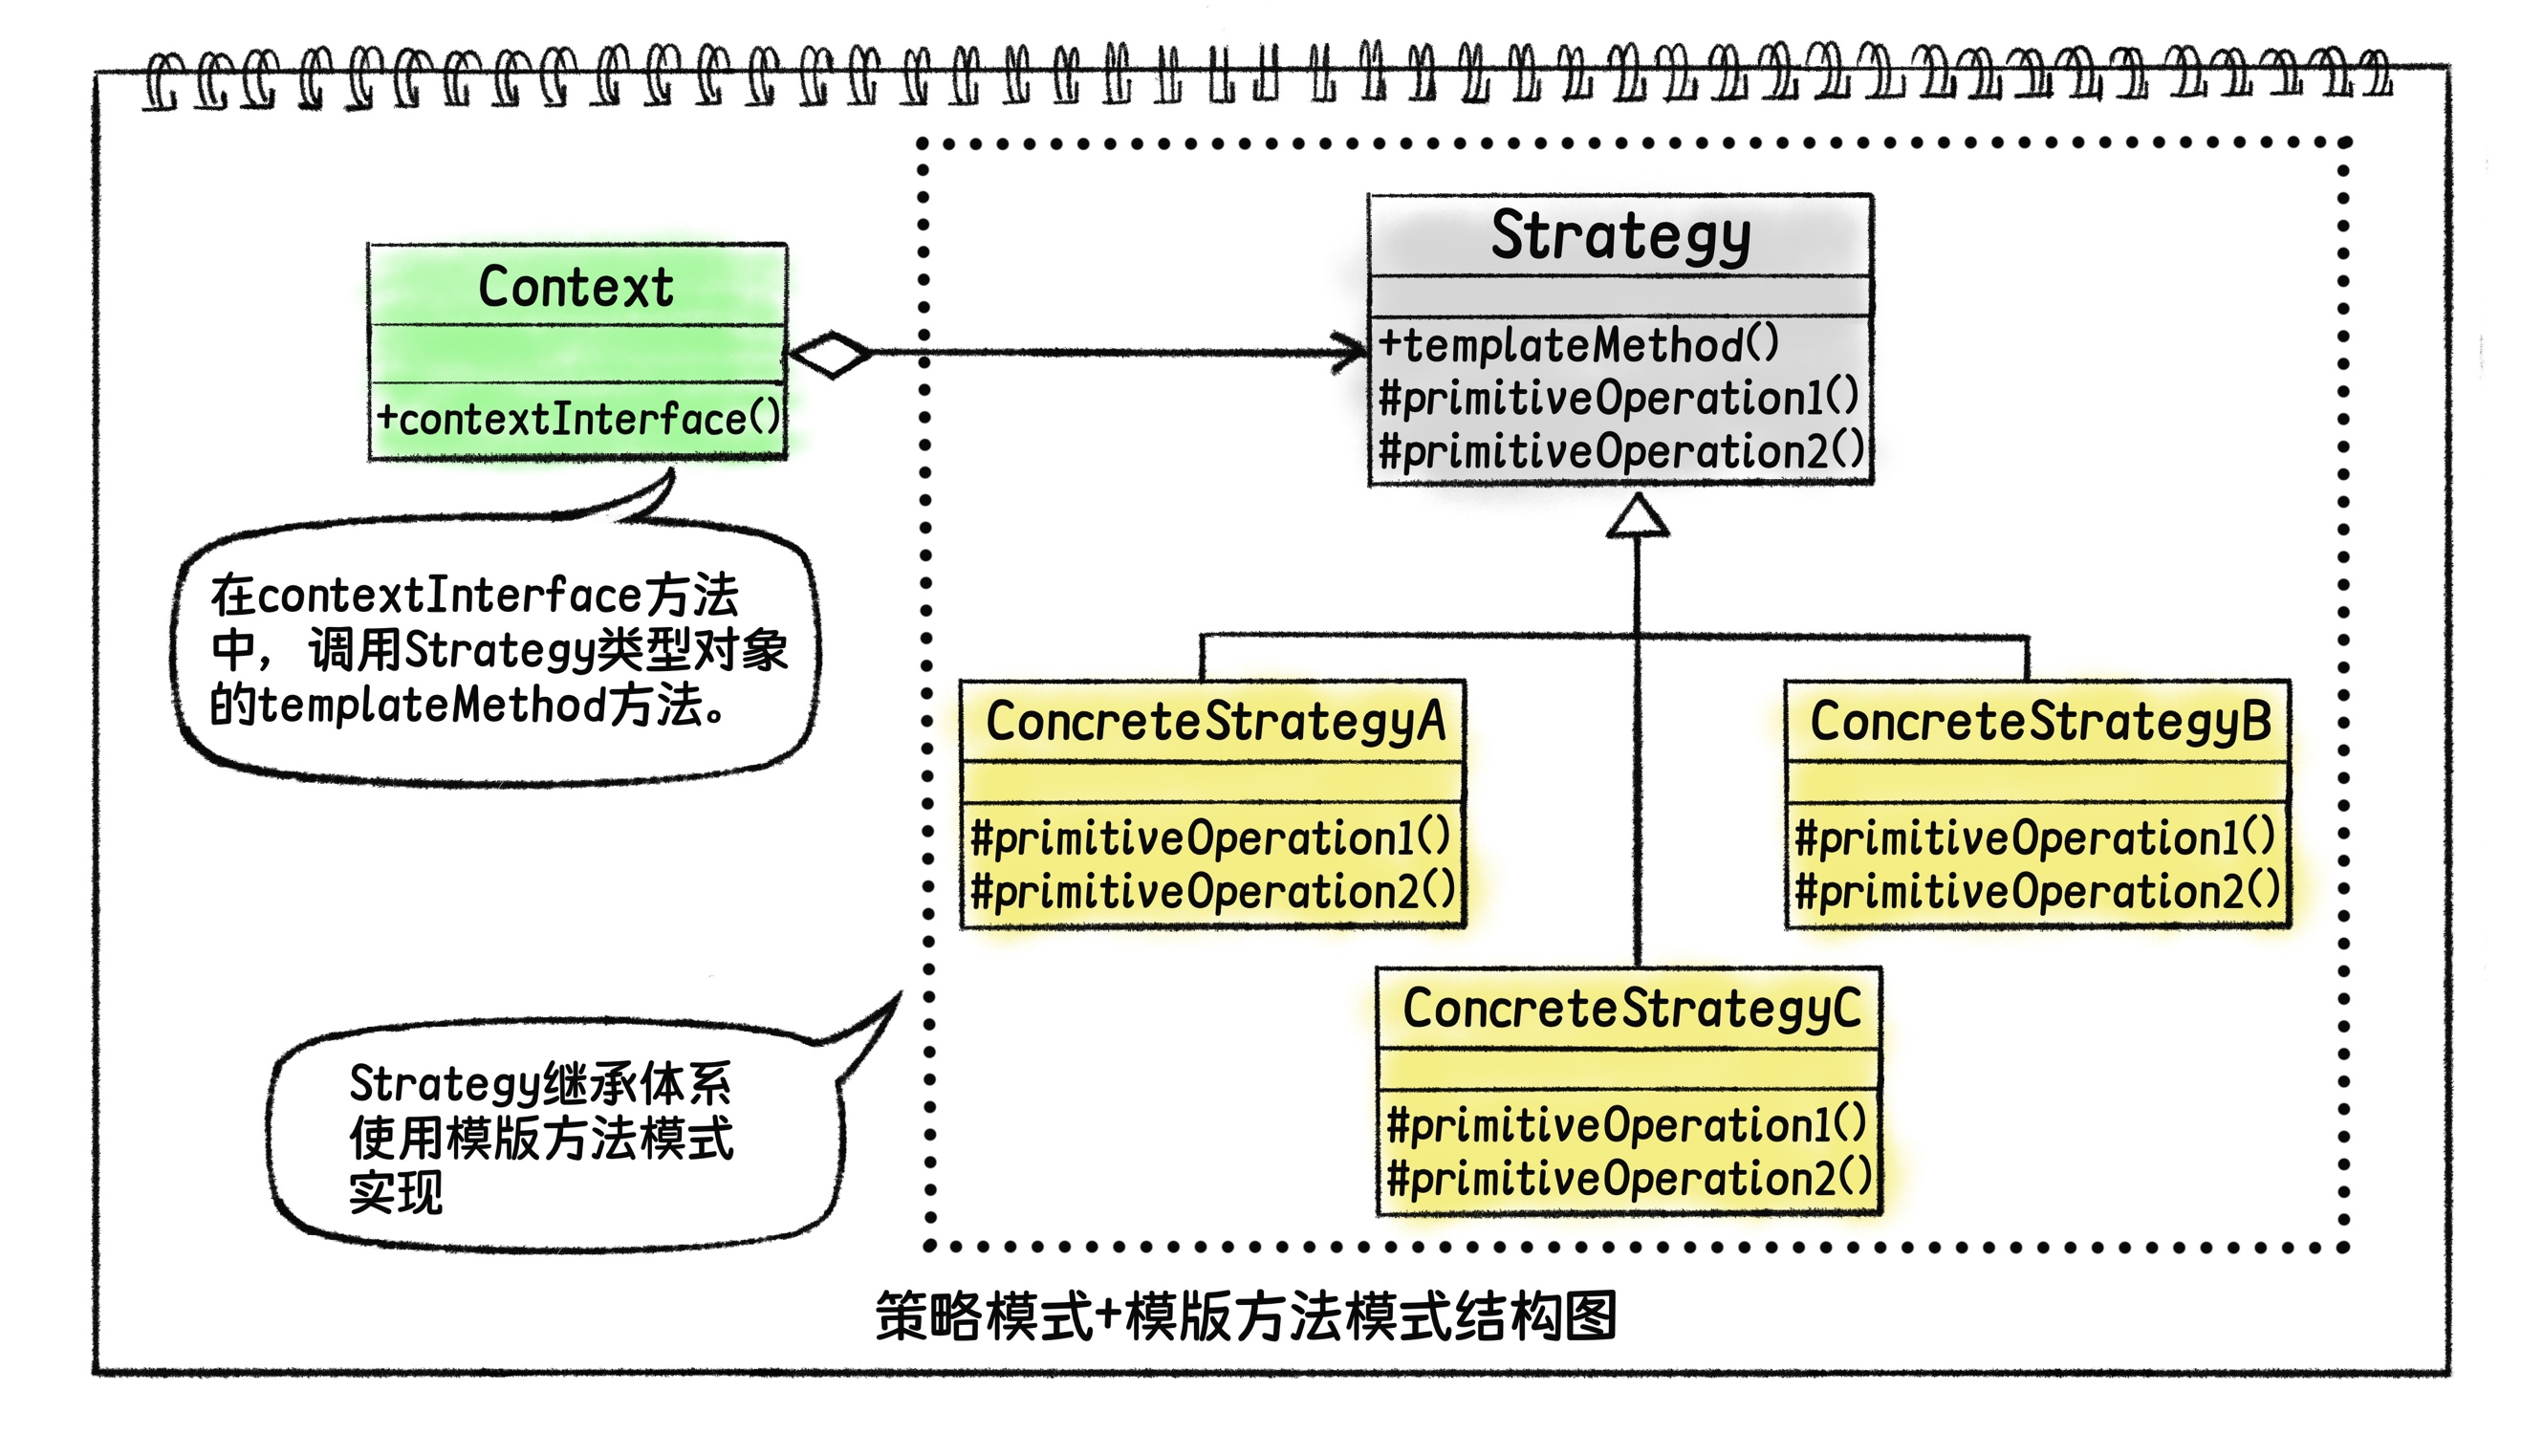 Context
+contextInterface()
在contextInterface方法
中，调用Strategy类型对象
的templateMethod方法。
Strategy
+templateMethod()
#primitiveOperation1()
#primitiveOperation2()
ConcreteStrategyA
#primitiveOperation1()
#primitiveOperation2()
ConcreteStrategyB
#primitiveOperation1()
#primitiveOperation2()
ConcreteStrategyC
#primitiveOperation1()
#primitiveOperation2()
Strategy继承体系
使用模版方法模式
实现
策略模式+模版方法模式结构图